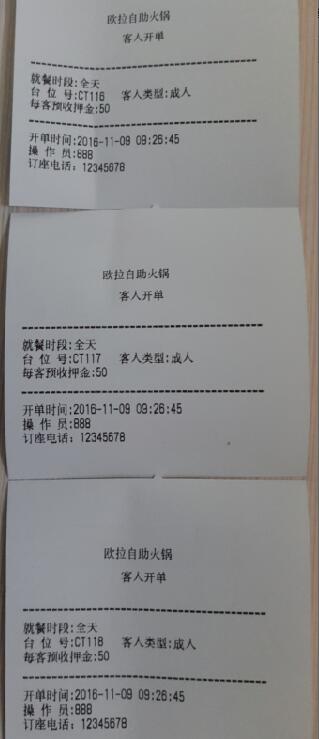 欧拉自助火锅
客人开单
就餐时段:全天
台 位 号:CT116 客人类型:成人
每客预收押金:50
开单时间:2016-11-09 09:26:45
操 作 员:888
订座电话: 12345678
欧拉自助火锅
客人开单
就餐时段:全天
台 位 号:CT117 客人类型:成人
每客预收押金:50
开单时间:2016-11-09 09:26:45
操 作 员:888
订座电话: 12345678
欧拉自助火锅
客人开单
就餐时段:全天
台 位 号:CT118 客人类型:成人
每客预收押金:50
开单时间:2016-11-09 09:26:45
操 作 员:888
订座电话: 12345678